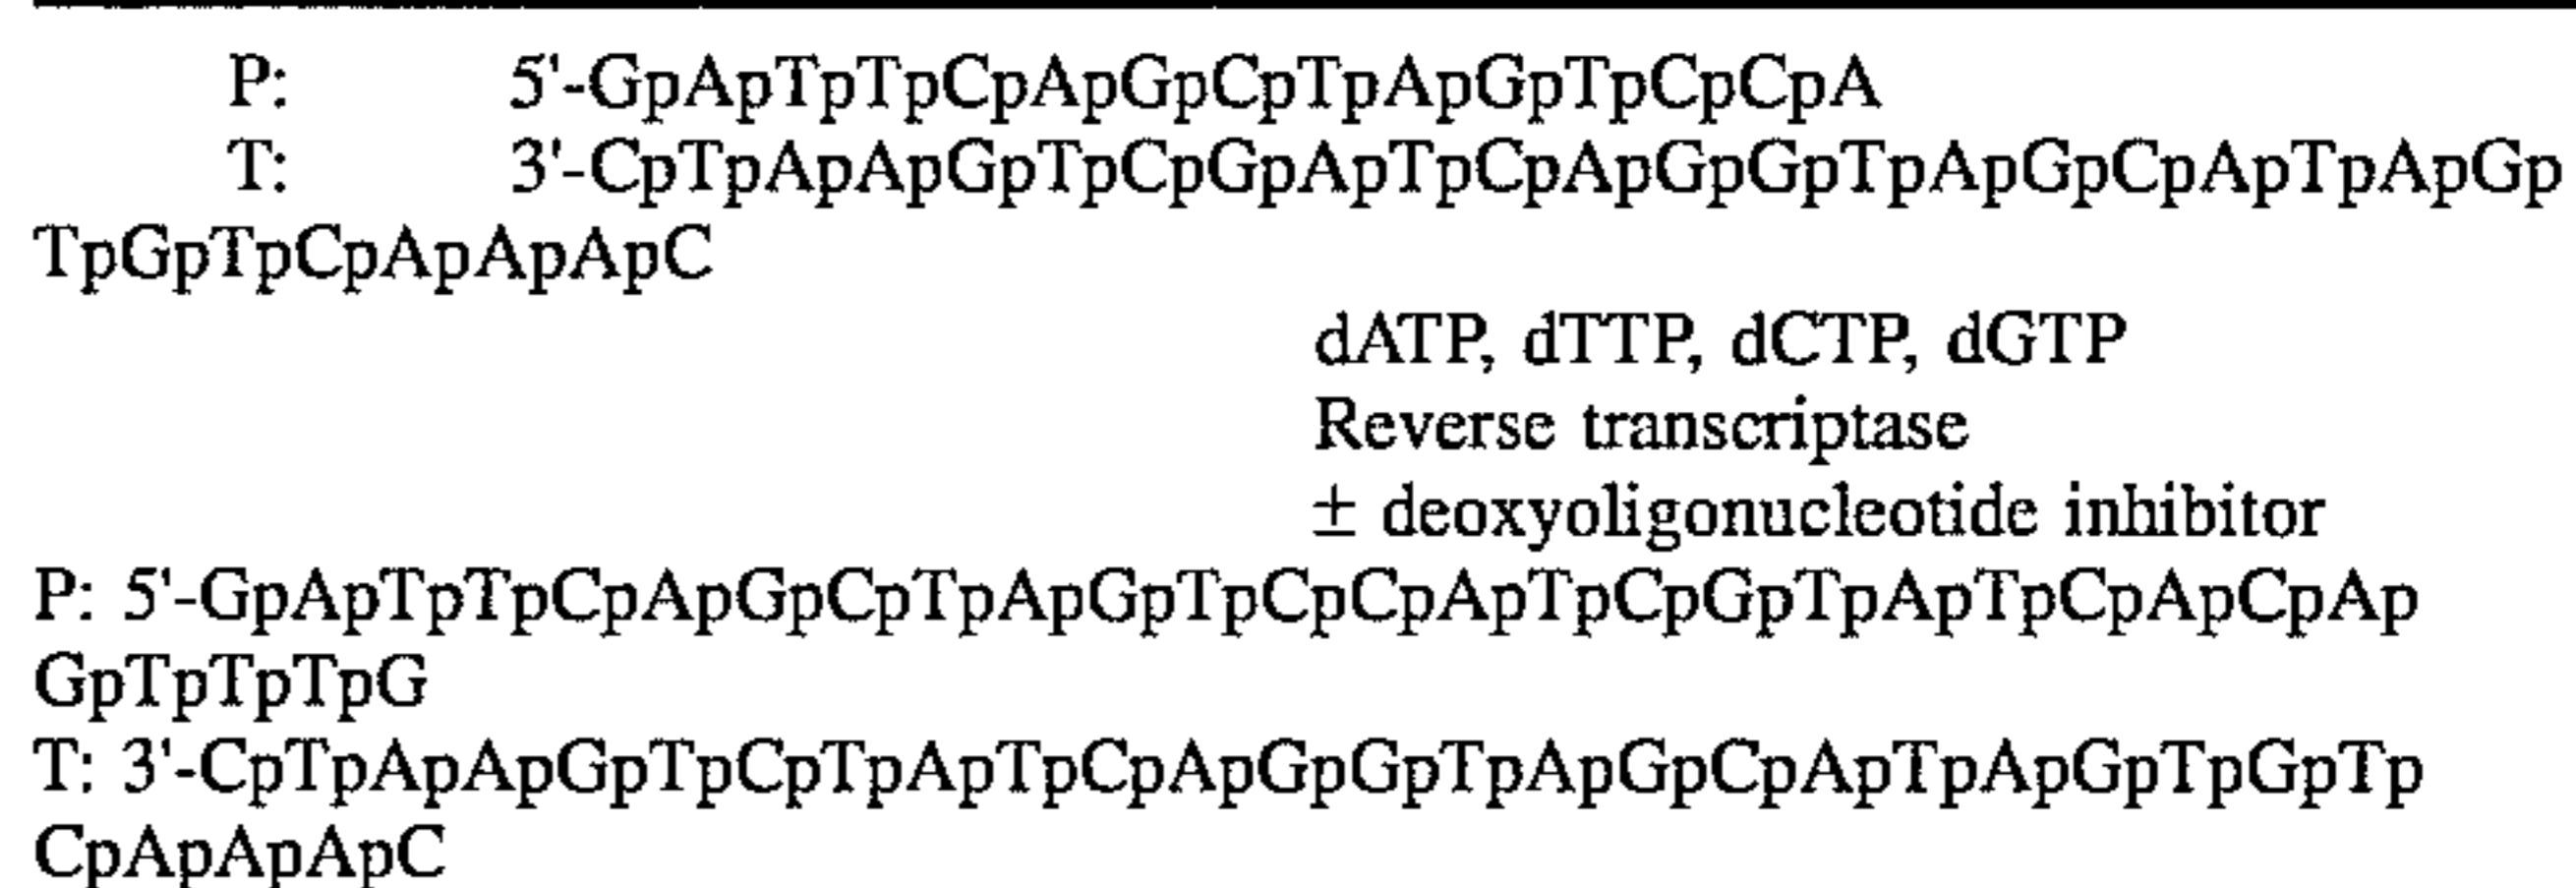 P: 5'-GpApTpTpCpApGpCpTpApGpTpCpCpA
T: 3'-CpTpApApGpTpCpGpApTpCpApGpGpTpApGpCpApTpApGp
TpGpTpCpApApApC
dATP, dTTP, dCTP, dGTP
Reverse transcriptase
± deoxyoligonucleotide inhibitor
P: 5'-GpApTpTpCpApGpCpTpApGpTpCpCpApTpCpGpTpApTpCpApCpAp
GpTpTpTpG
T: 3'-CpTpApApGpTpCpTpApTpCpApGpGpTpApGpCpApTpApGpTpGpTp
CpApApApC